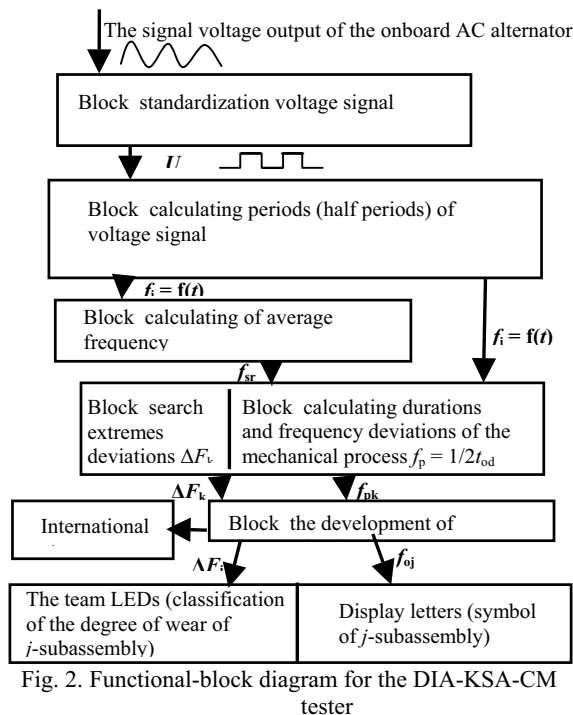 The signal voltage output of the onboard AC alternator
Block standardization voltage signal
U
Block calculating periods (half periods) of
voltage signal
fi = f(t)
Block calculating of average
frequency
fi = f(t)
fsr
Block search
extremes
deviations ΔFk
Block calculating durations
and frequency deviations of the
mechanical process fp = 1/2tod
ΔFk
fpk
International
Block the development of
ΔFj
foj
The team LEDs (classification
of the degree of wear of
j-subassembly)
Display letters (symbol
of j-subassembly)
Fig. 2. Functional-block diagram for the DIA-KSA-CM
tester